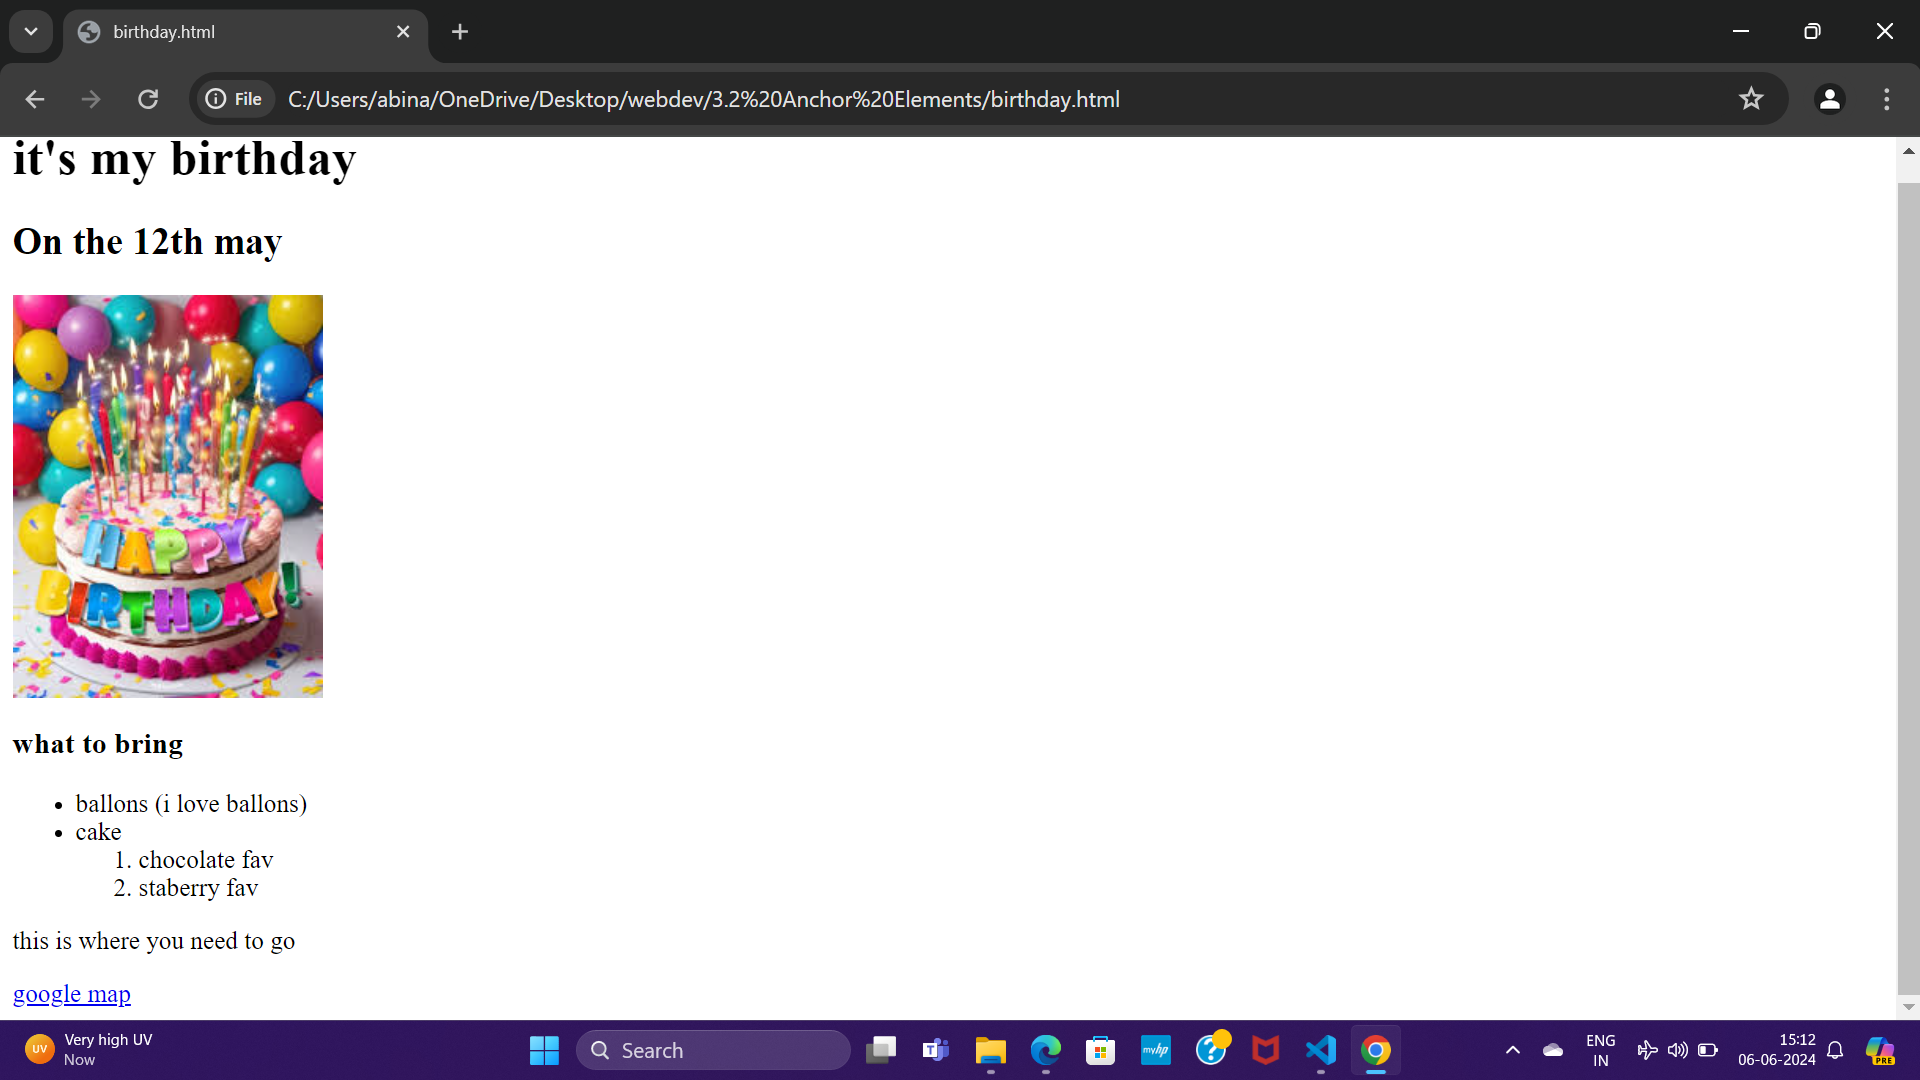 birthday.html
File
C:/Users/abina/OneDrive/Desktop/webdev/3.2%20Anchor%20Elements/birthday.html
it's my birthday
On the 12th may
HAPPY
BIRTHDAY!
what to bring
• ballons (i love ballons)
• cake
1. chocolate fav
2. staberry fav
this is where you need to go
google map
UV
Very high UV
Now
Search
T
myhp
?
ENG
IN
15:12
06-06-2024
PRE